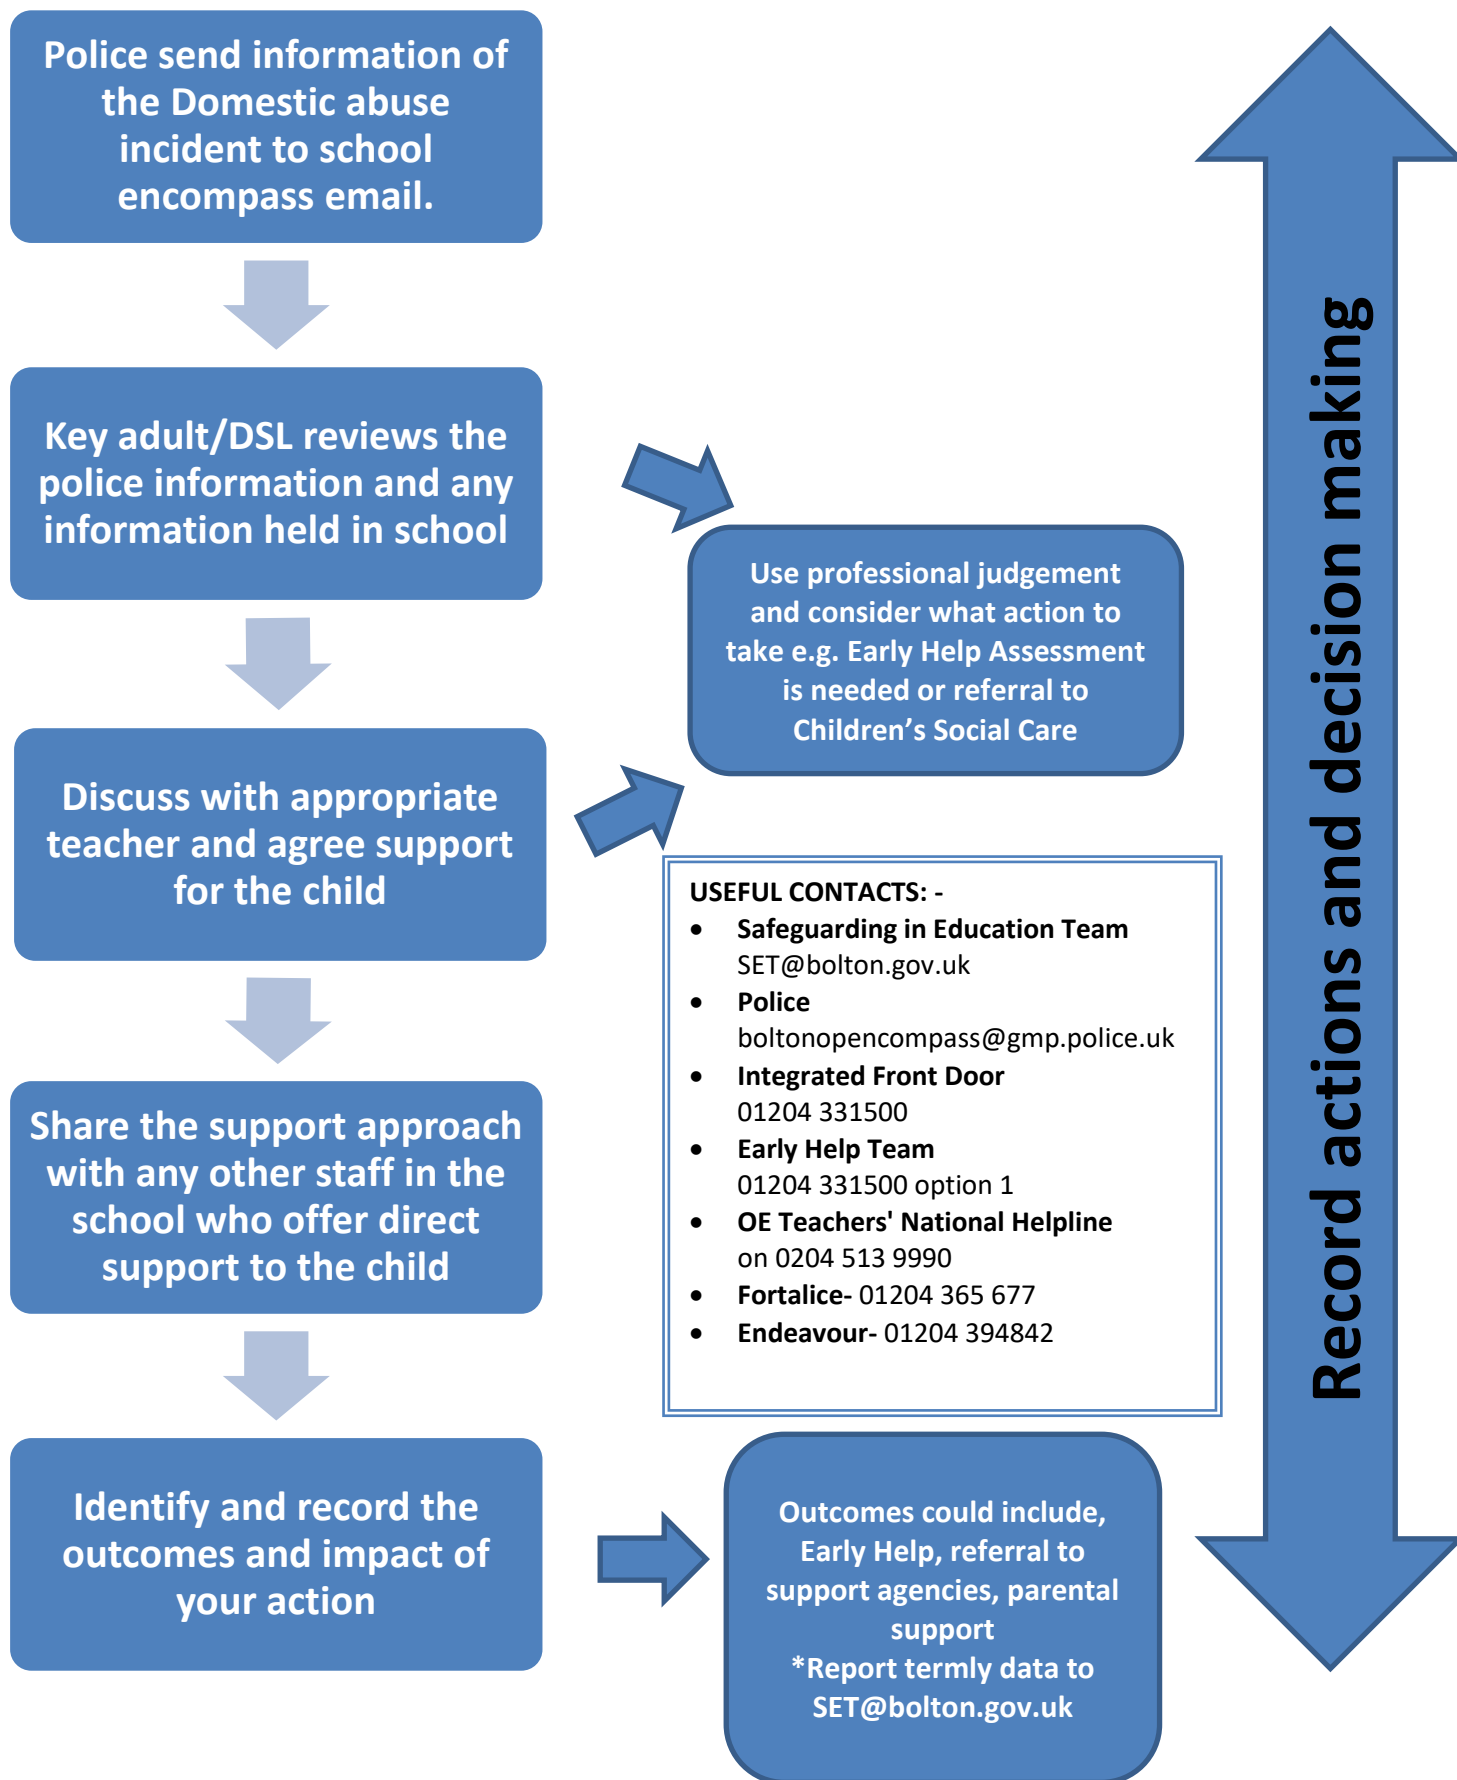 Police send information of
the Domestic abuse
incident to school
encompass email.
Key adult/DSL reviews the
police information and any
information held in school
Use professional judgement
and consider what action to
take e.g. Early Help Assessment
is needed or referral to
Children’s Social Care
Discuss with appropriate
teacher and agree support
for the child
USEFUL CONTACTS: -
• Safeguarding in Education Team
SET@bolton.gov.uk
• Police
boltonopencompass@gmp.police.uk
• Integrated Front Door
01204 331500
• Early Help Team
01204 331500 option 1
• OE Teachers' National Helpline
on 0204 513 9990
• Fortalice- 01204 365 677
• Endeavour- 01204 394842
Share the support approach
with any other staff in the
school who offer direct
support to the child
Identify and record the
outcomes and impact of
your action
Outcomes could include,
Early Help, referral to
support agencies, parental
support
*Report termly data to
SET@bolton.gov.uk
Record actions and decision making